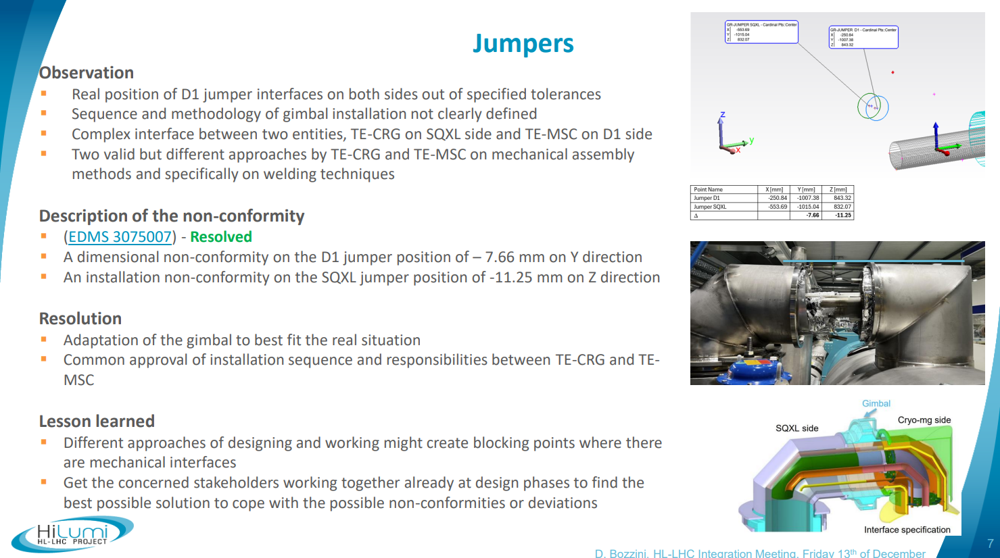 Jumpers
Observation
Real position of D1 jumper interfaces on both sides out of specified tolerances
Sequence and methodology of gimbal installation not clearly defined
Complex interface between two entities, TE-CRG on SQXL side and TE-MSC on D1 side
Two valid but different approaches by TE-CRG and TE-MSC on mechanical assembly
methods and specifically on welding techniques
Description of the non-conformity
(EDMS 3075007) - Resolved
A dimensional non-conformity on the D1 jumper position of – 7.66 mm on Y direction
An installation non-conformity on the SQXL jumper position of -11.25 mm on Z direction
Resolution
Adaptation of the gimbal to best fit the real situation
Common approval of installation sequence and responsibilities between TE-CRG and TE-
MSC
Lesson learned
Different approaches of designing and working might create blocking points where there
are mechanical interfaces
Get the concerned stakeholders working together already at design phases to find the
best possible solution to cope with the possible non-conformities or deviations
GR-JUMPER SQXL - Cardinal Pts::Center
X -553.69
Y -1015.04
Z 832.07
GR-JUMPER D1 - Cardinal Pts::Center
X -250.84
Y -1007.38
Z 843.32
Z
Y
X
Point Name X [mm] Y [mm] Z [mm]
Jumper D1 -250.84 -1007.38 843.32
Jumper SQXL -553.69 -1015.04 832.07
Δ -7.66 -11.25
Gimbal
SQXL side
Cryo-mg side
Interface specification
HiLumi
HL-LHC PROJECT
D. Bozzini, HL-LHC Integration Meeting, Friday 13th of December
7